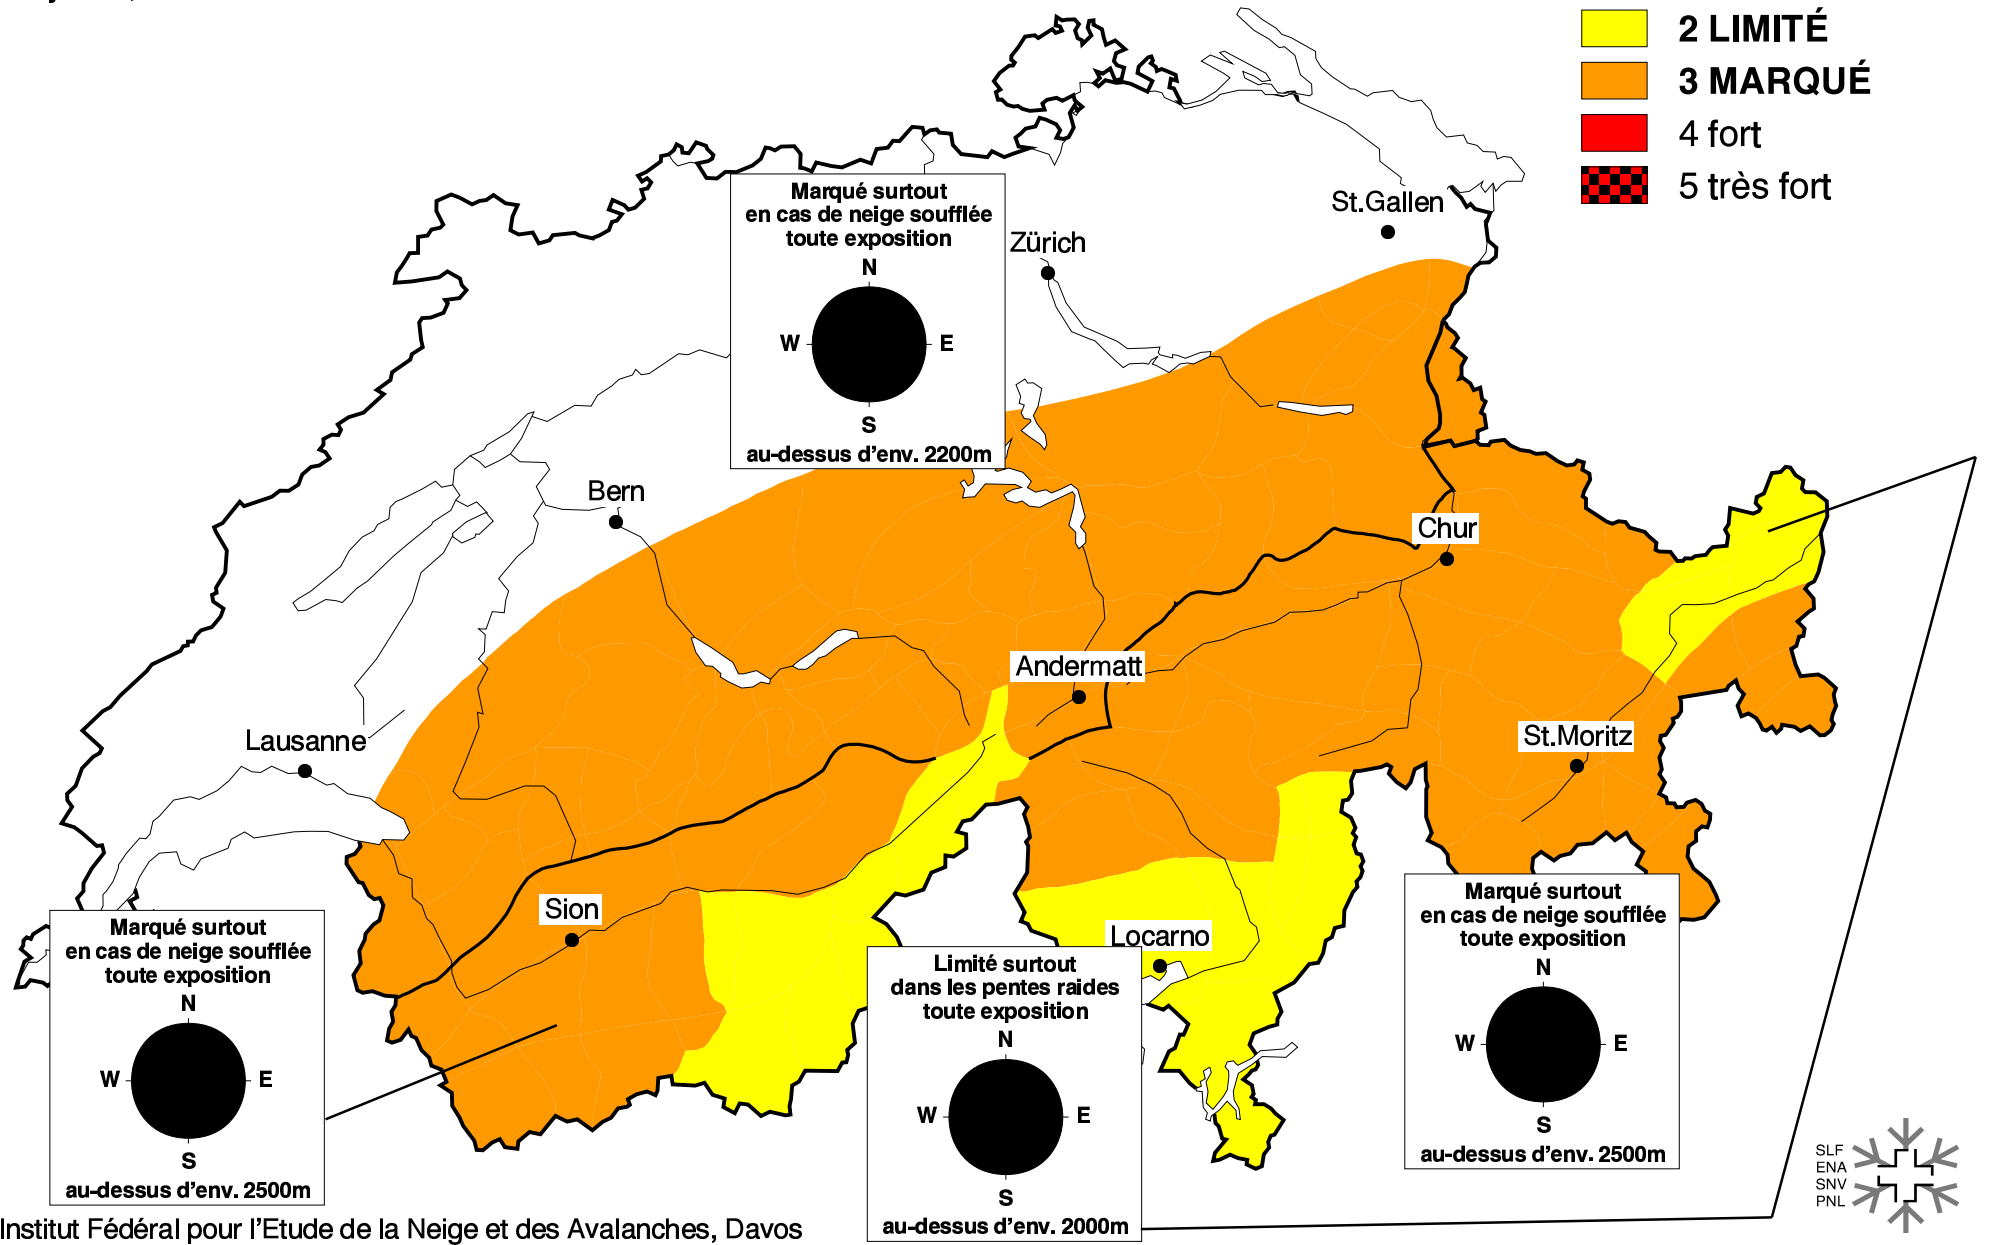 2 LIMITÉ
3 MARQUÉ
4 fort
5 très fort
Marqué surtout
en cas de neige soufflée
toute exposition
N
W
E
S
au-dessus d'env. 2200m
St.Gallen
Zürich
Bern
Chur
Andermatt
Lausanne
St.Moritz
Sion
Locarno
Marqué surtout
en cas de neige soufflée
toute exposition
N
W
E
S
au-dessus d'env. 2500m
Limité surtout
dans les pentes raides
toute exposition
N
W
E
S
au-dessus d'env. 2000m
Marqué surtout
en cas de neige soufflée
toute exposition
N
W
E
S
au-dessus d'env. 2500m
SLF
ENA
SNV
PNL
Institut Fédéral pour l'Etude de la Neige et des Avalanches, Davos